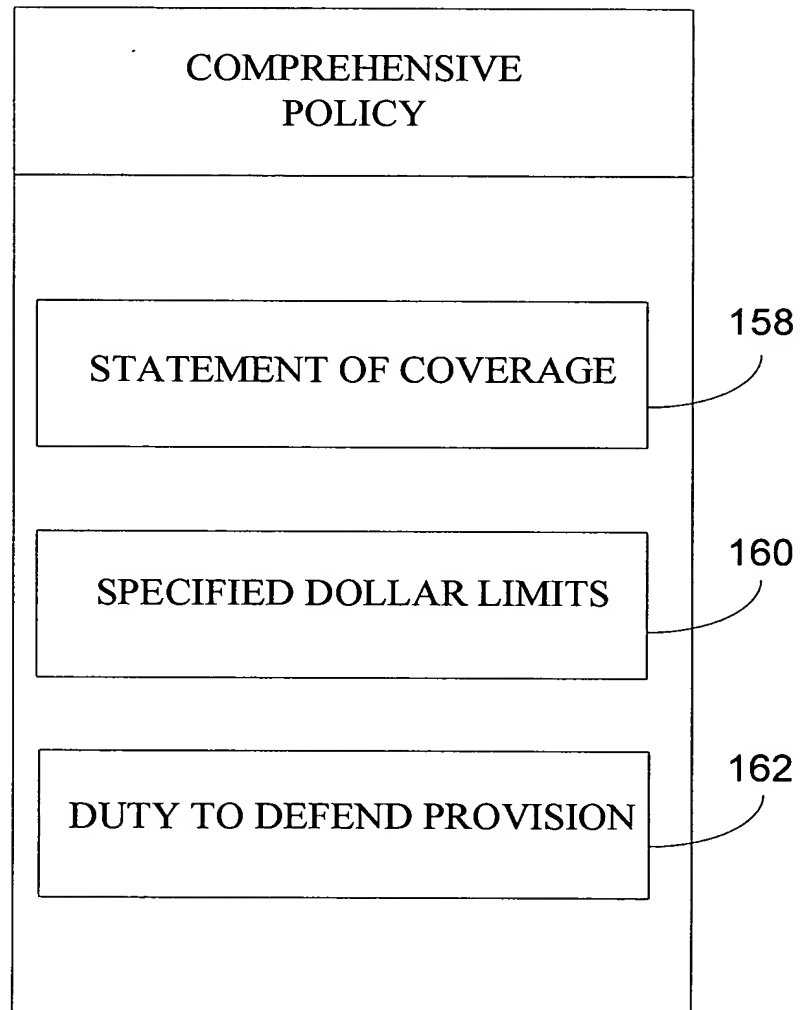 COMPREHENSIVE
POLICY
STATEMENT OF COVERAGE
158
SPECIFIED DOLLAR LIMITS
160
DUTY TO DEFEND PROVISION
162